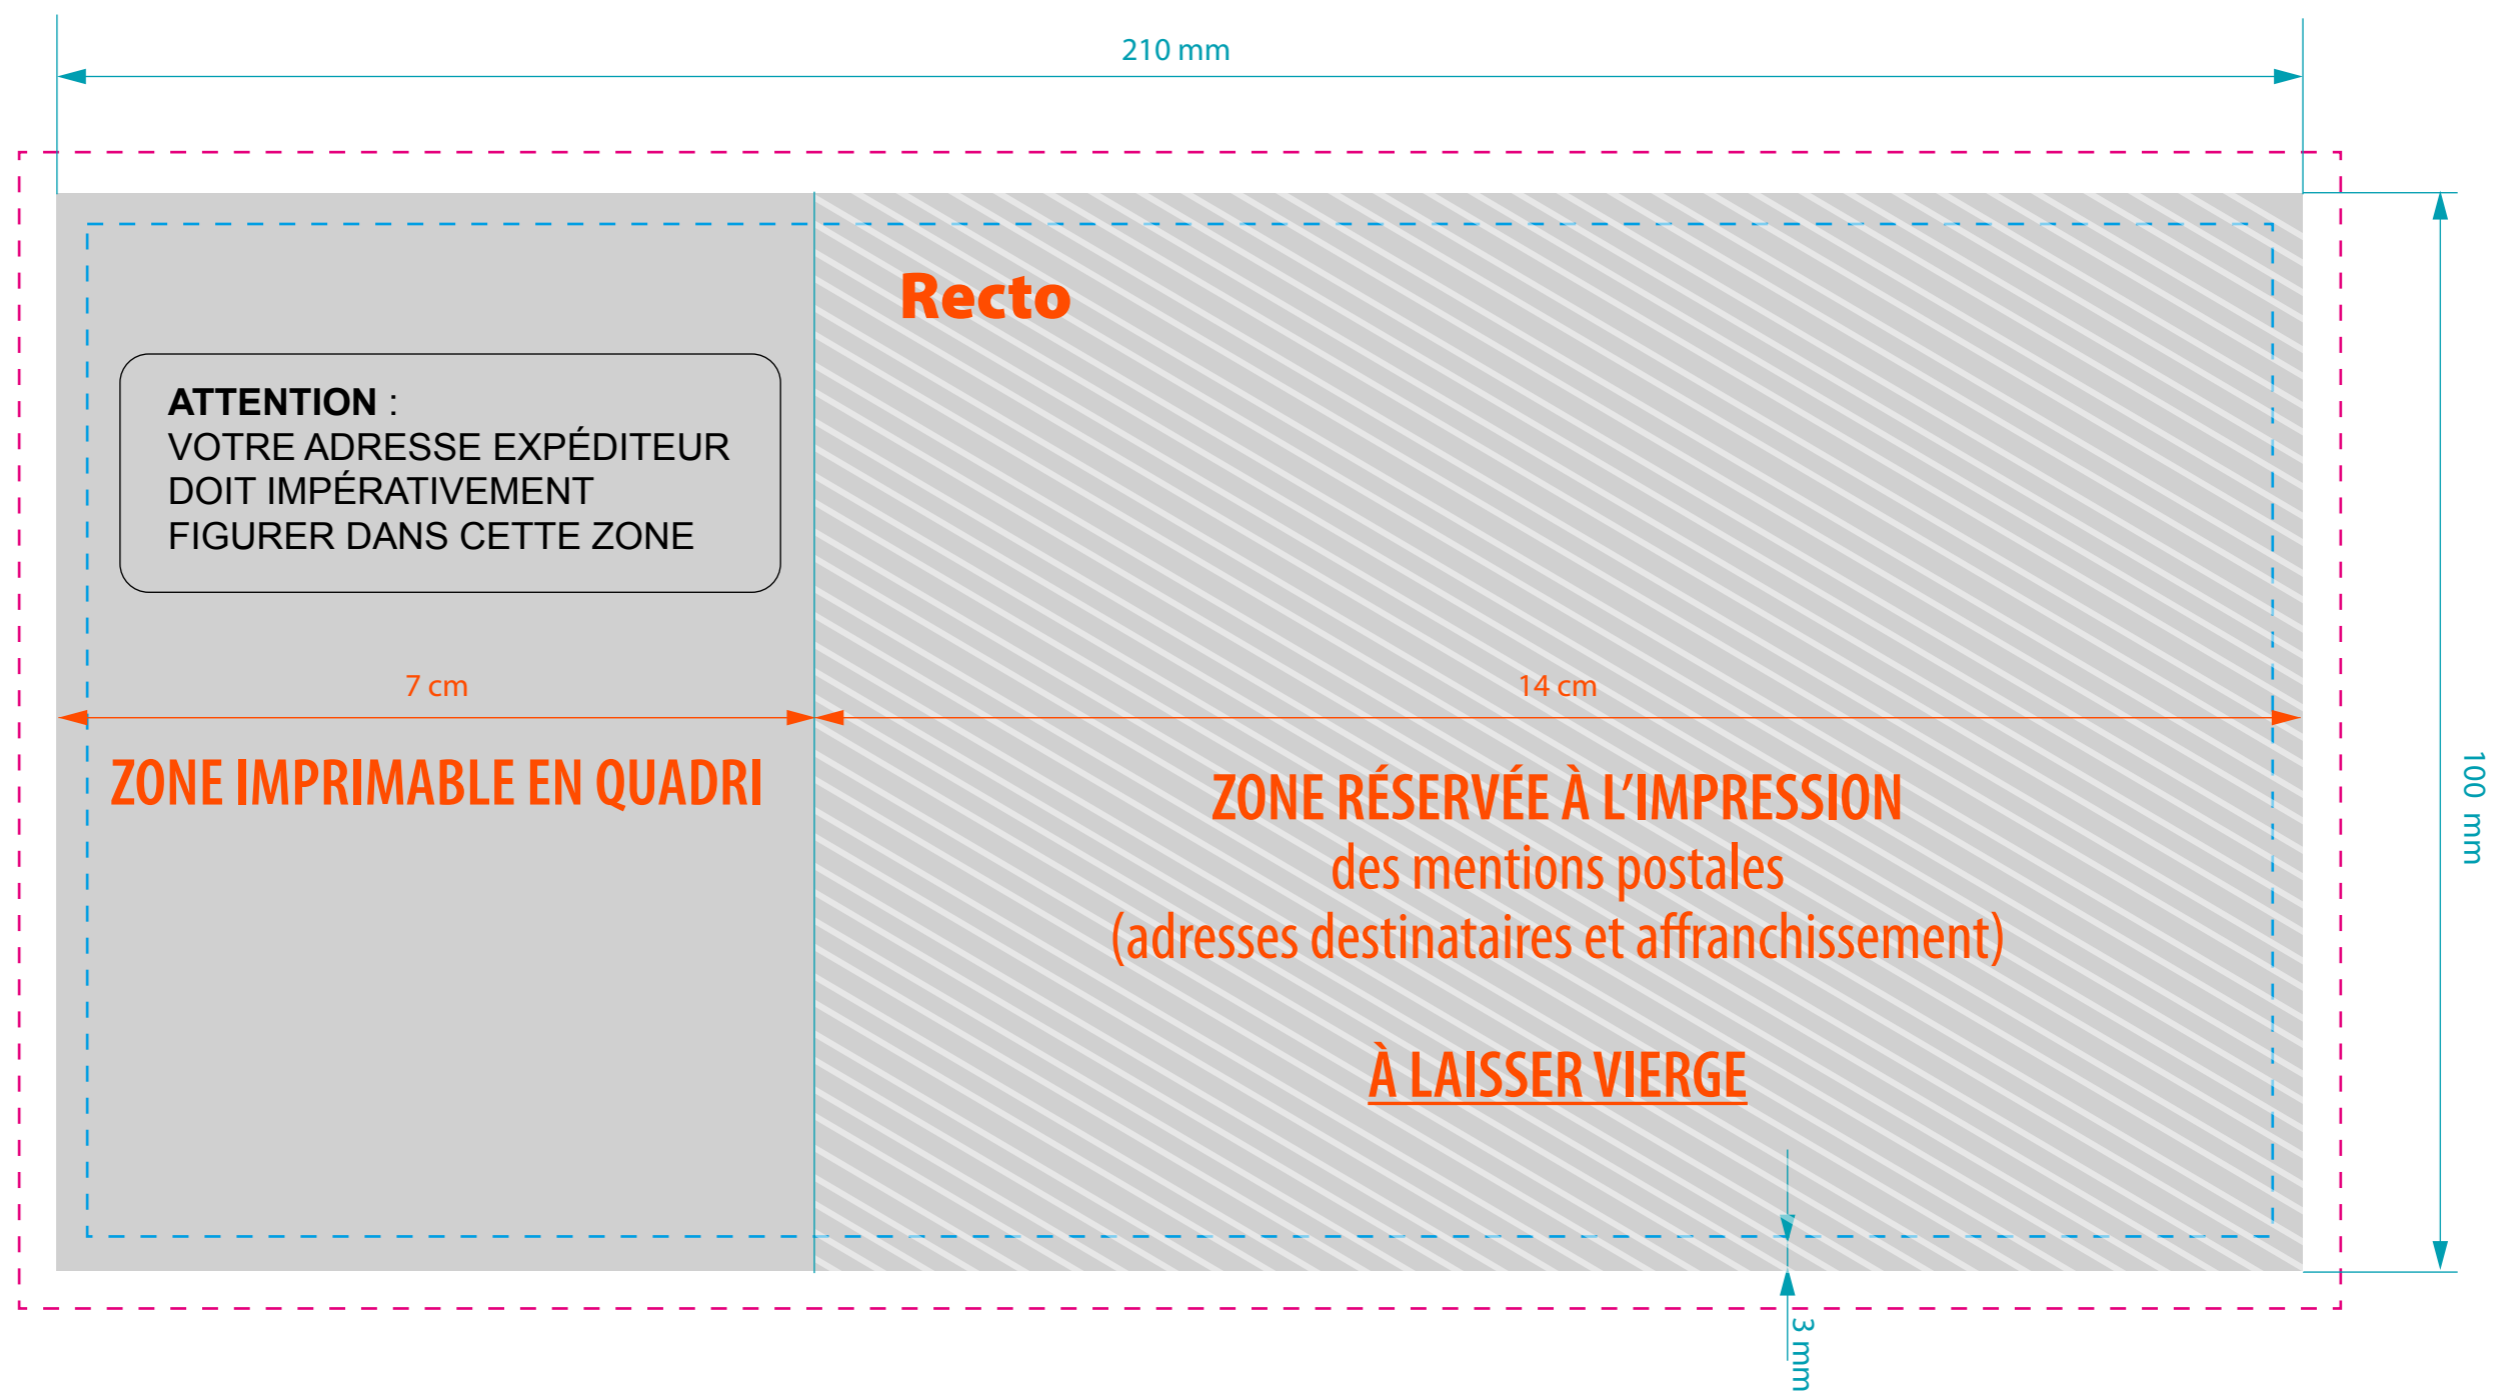 210 mm
Recto
ATTENTION :
VOTRE ADRESSE EXPÉDITEUR
DOIT IMPÉRATIVEMENT
FIGURER DANS CETTE ZONE
7 cm
14 cm
ZONE IMPRIMABLE EN QUADRI
ZONE RÉSERVÉE À L’IMPRESSION
des mentions postales
(adresses destinataires et affranchissement)
À LAISSER VIERGE
100 mm
3 mm